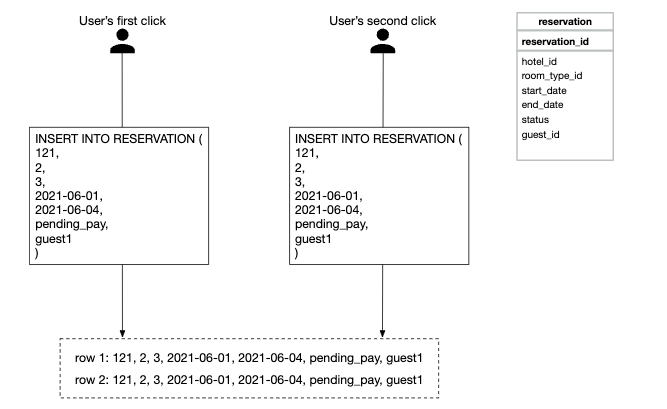 User's first click
User's second click
reservation
reservation_id
hotel_id
room_type_id
start_date
end_date
status
guest_id
INSERT INTO RESERVATION (
121,
2,
3,
2021-06-01,
2021-06-04,
pending_pay,
guest1
)
INSERT INTO RESERVATION (
121,
2,
3,
2021-06-01,
2021-06-04,
pending_pay,
guest1
)
row 1: 121, 2, 3, 2021-06-01, 2021-06-04, pending_pay, guest1
row 2: 121, 2, 3, 2021-06-01, 2021-06-04, pending_pay, guest1